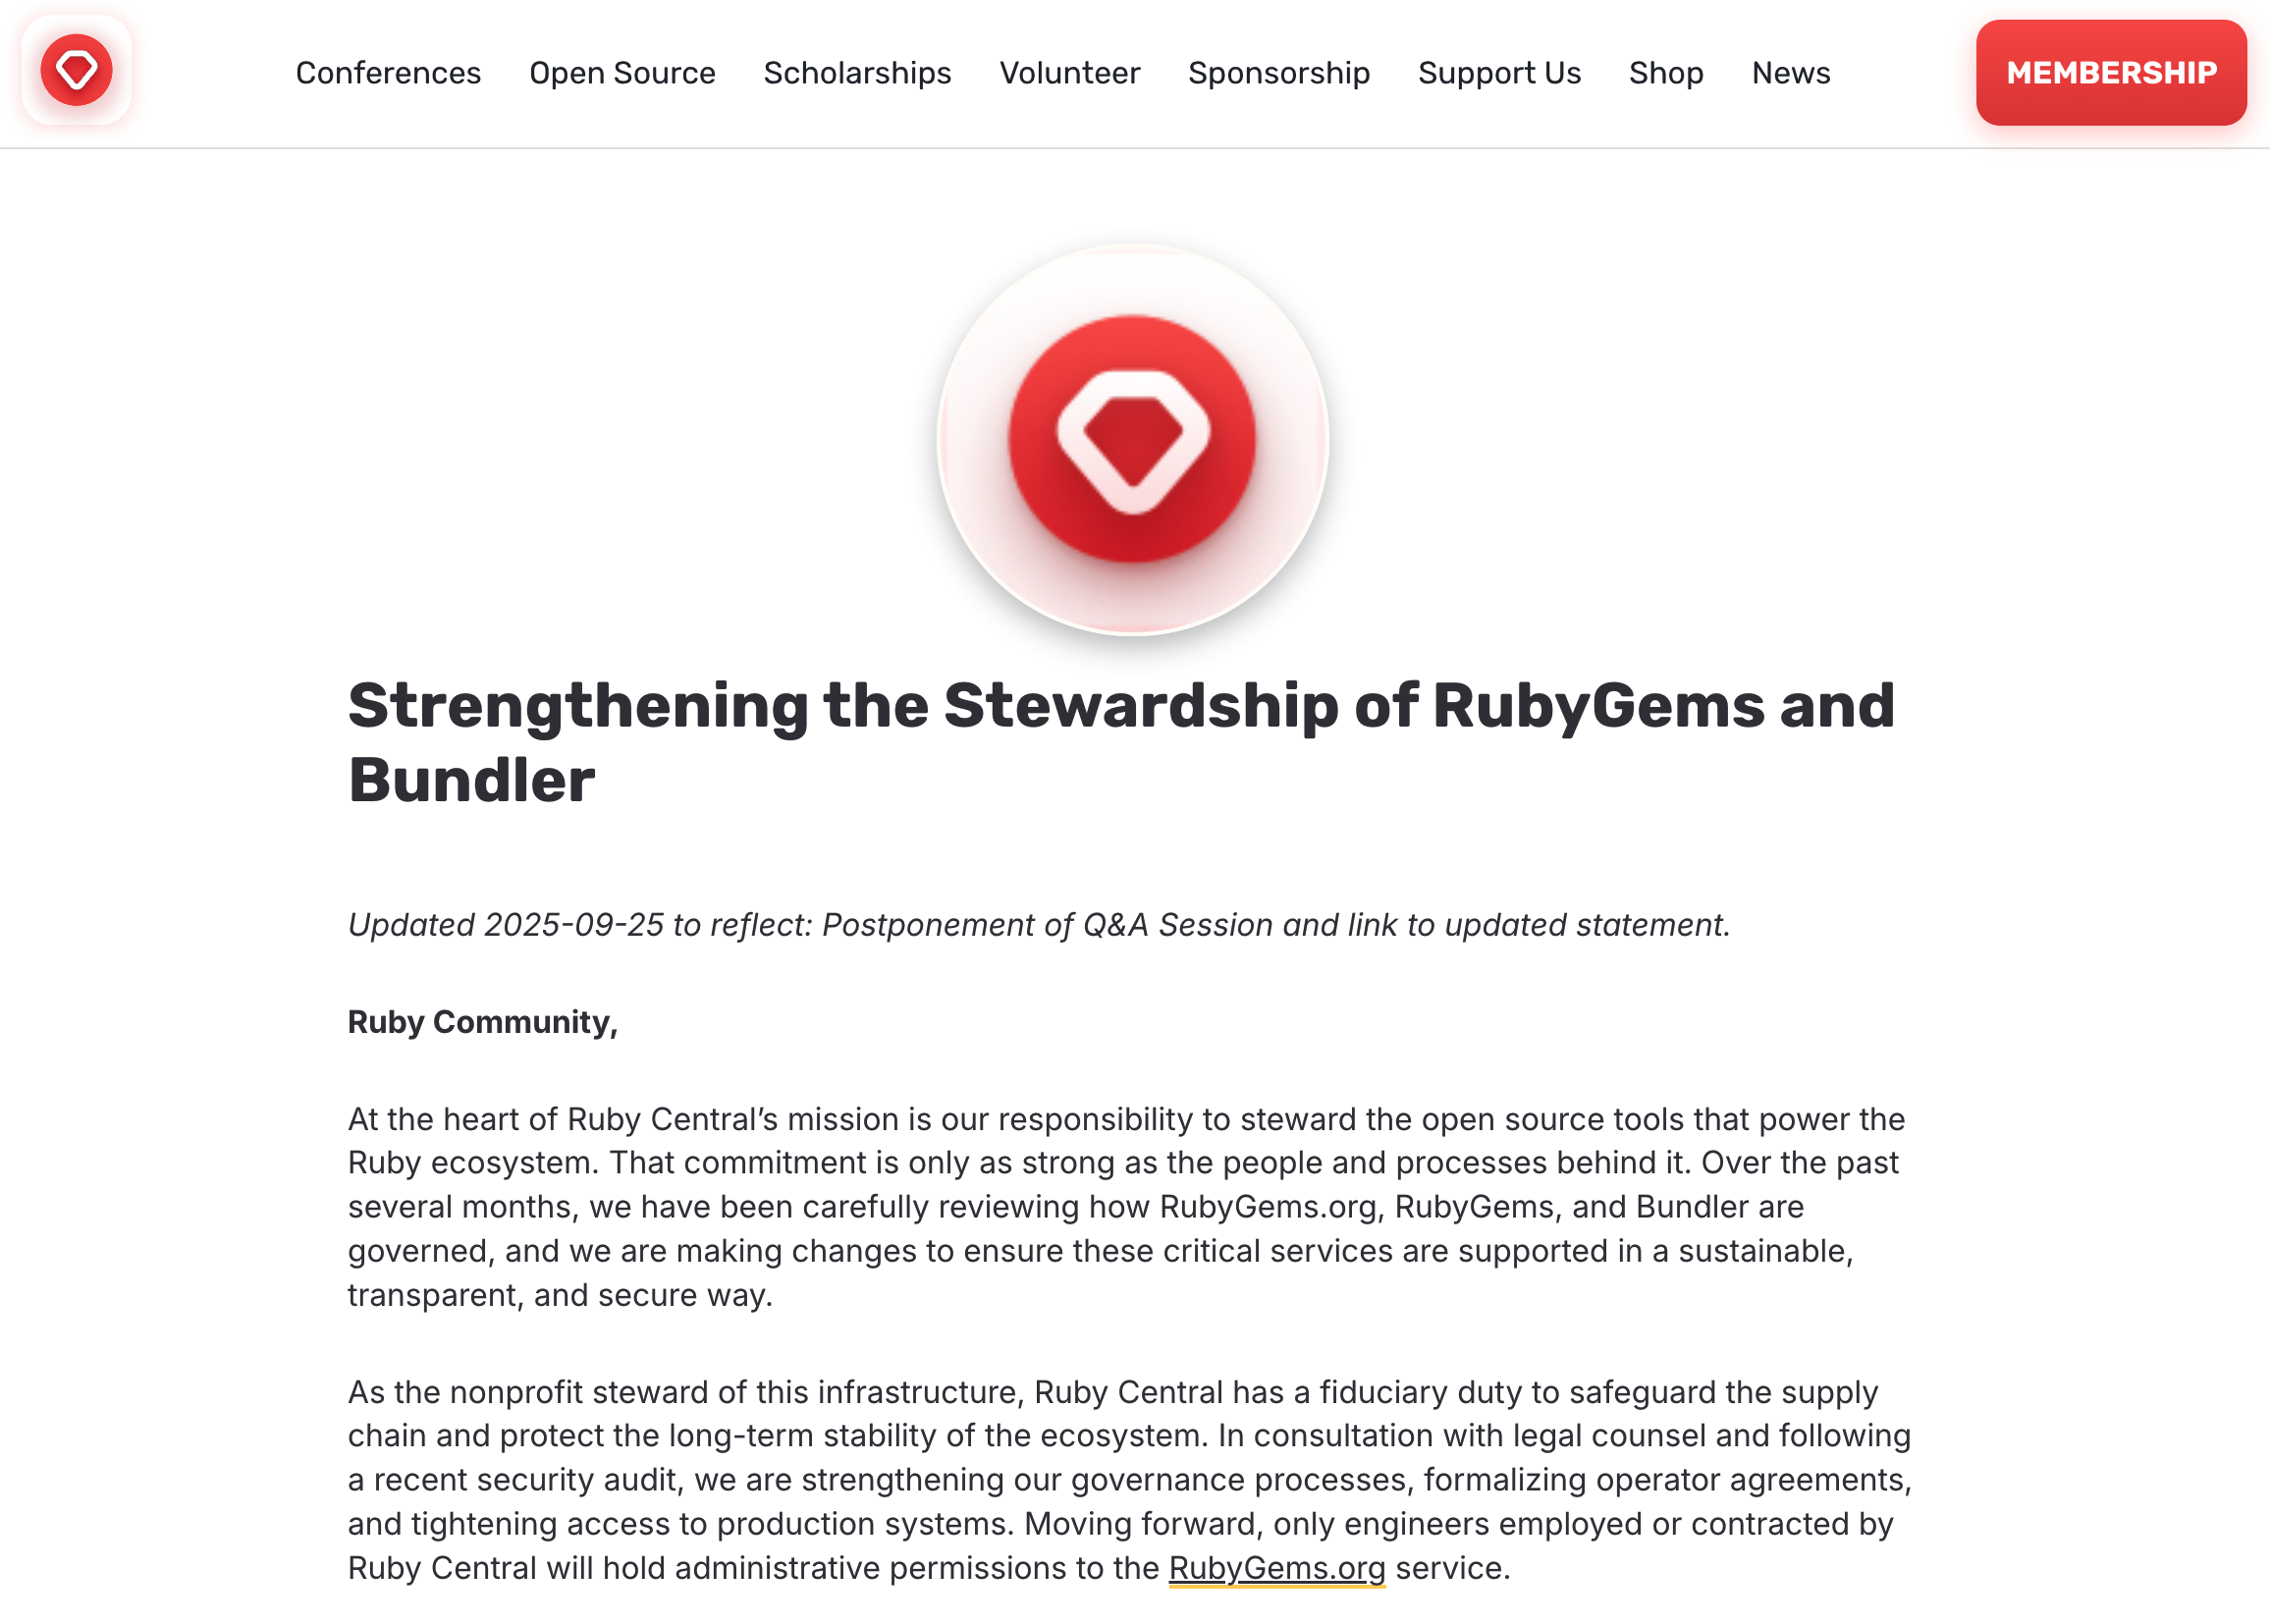 Conferences Open Source Scholarships Volunteer Sponsorship Support Us Shop News MEMBERSHIP
Strengthening the Stewardship of RubyGems and
Bundler
Updated 2025-09-25 to reflect: Postponement of Q&A Session and link to updated statement.
Ruby Community,
At the heart of Ruby Central’s mission is our responsibility to steward the open source tools that power the
Ruby ecosystem. That commitment is only as strong as the people and processes behind it. Over the past
several months, we have been carefully reviewing how RubyGems.org, RubyGems, and Bundler are
governed, and we are making changes to ensure these critical services are supported in a sustainable,
transparent, and secure way.
As the nonprofit steward of this infrastructure, Ruby Central has a fiduciary duty to safeguard the supply
chain and protect the long-term stability of the ecosystem. In consultation with legal counsel and following
a recent security audit, we are strengthening our governance processes, formalizing operator agreements,
and tightening access to production systems. Moving forward, only engineers employed or contracted by
Ruby Central will hold administrative permissions to the RubyGems.org service.